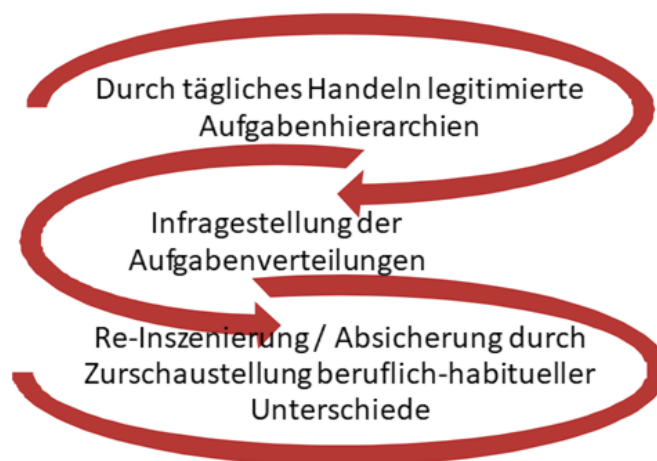 Durch tägliches Handeln legitimierte
Aufgabenhierarchien
Infragestellung der
Aufgabenverteilungen
Re-Inszenierung / Absicherung durch
Zurschaustellung beruflich-habitueller
Unterschiede